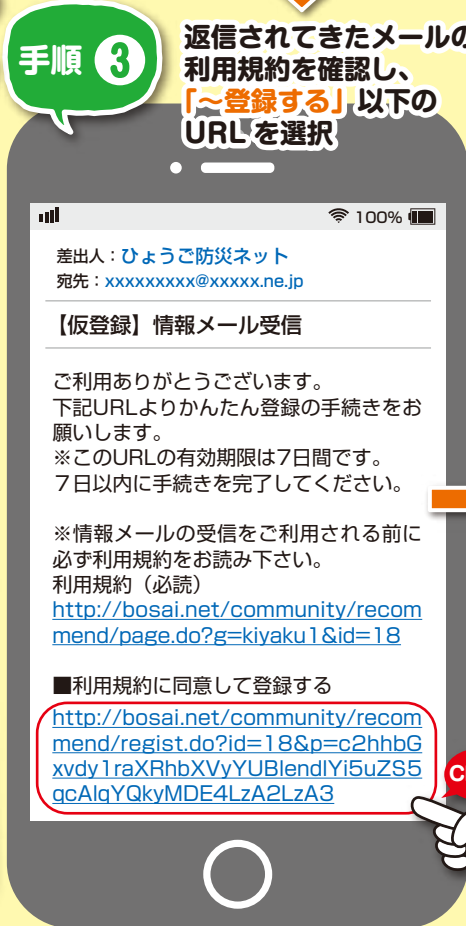 手順 3
返信されてきたメールの
利用規約を確認し、
「～登録する」以下の
URL を選択
100%
差出人：ひょうご防災ネット
宛先：xxxxxxxxx@xxxxx.ne.jp
【仮登録】情報メール受信
ご利用ありがとうございます。
下記URLよりかんたん登録の手続きをお
願いします。
※このURLの有効期限は7日間です。
７日以内に手続きを完了してください。
※情報メールの受信をご利用される前に
必ず利用規約をお読み下さい。
利用規約（必読）
http://bosai.net/community/recom
mend/page.do?g=kiyaku1&id=18
■利用規約に同意して登録する
http://bosai.net/community/recom
mend/regist.do?id=18&p=c2hhbG
xvdy1raXRhbXVyYUBlendlYi5uZS5
qcAlqYQkyMDE4LzA2LzA3
C